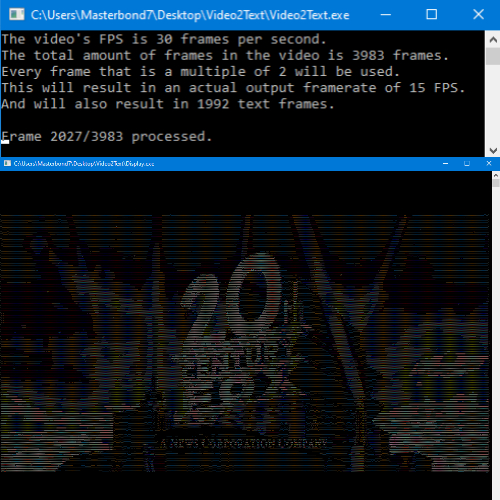 C:\Users\Masterbond7\Desktop\Video2Text\Video2Text.exe
The video's FPS is 30 frames per second.
The total amount of frames in the video is 3983 frames.
Every frame that is a multiple of 2 will be used.
This will result in an actual output framerate of 15 FPS.
And will also result in 1992 text frames.
Frame 2027/3983 processed.
C:\Users\Masterbond7\Desktop\Video2Text\Display.exe
20TH
CENTURY
FOX
A NEWS CORPORATION COMPANY